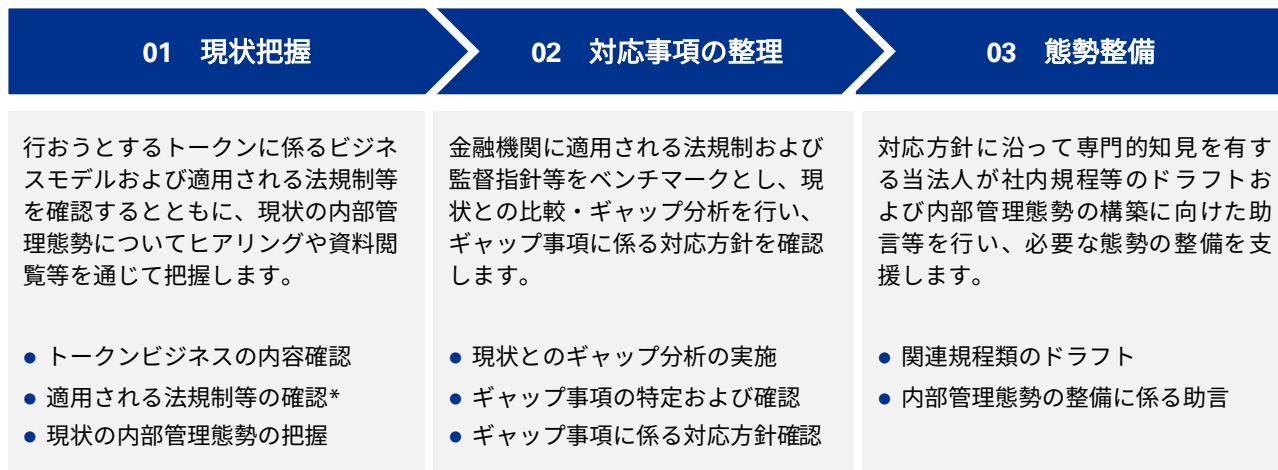 01 現状把握
行おうとするトークンに係るビジネ
スモデルおよび適用される法規制等
を確認するとともに、現状の内部管
理態勢についてヒアリングや資料閲
覧等を通じて把握します。
● トークンビジネスの内容確認
● 適用される法規制等の確認*
● 現状の内部管理態勢の把握
02 対応事項の整理
金融機関に適用される法規制および
監督指針等をベンチマークとし、現
状との比較・ギャップ分析を行い、
ギャップ事項に係る対応方針を確認
します。
● 現状とのギャップ分析の実施
● ギャップ事項の特定および確認
● ギャップ事項に係る対応方針確認
03 態勢整備
対応方針に沿って専門的知見を有す
る当法人が社内規程等のドラフトお
よび内部管理態勢の構築に向けた助
言等を行い、必要な態勢の整備を支
援します。
● 関連規程類のドラフト
● 内部管理態勢の整備に係る助言